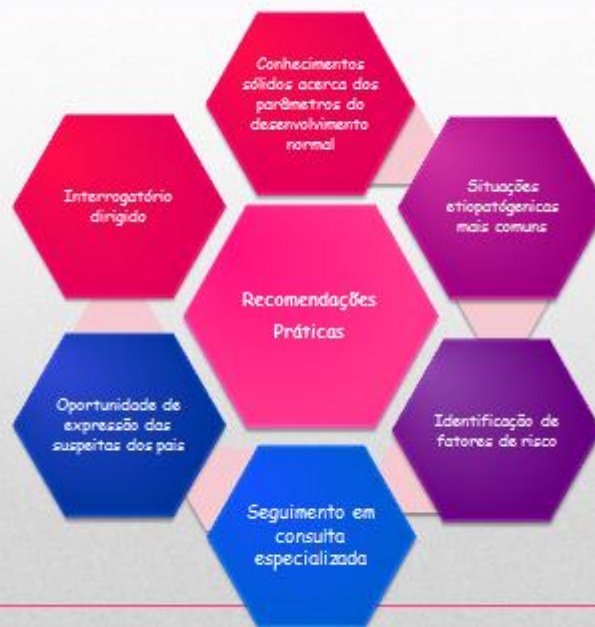 Conhecimentos
sólidos acerca dos
parâmetros do
desenvolvimento
normal
Situações
etiopatógenicas
mais comuns
Identificação de
fatores de risco
Seguimento em
consulta
especializada
Oportunidade de
expressão das
suspeitas dos pais
Interrogatório
dirigido
Recomendações
Práticas